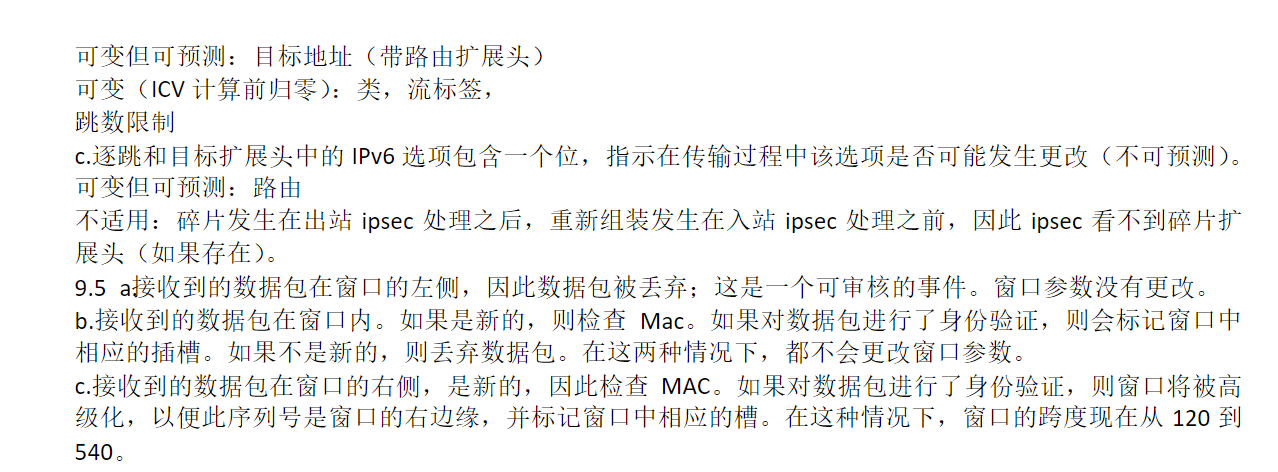 可变但可预测：目标地址（带路由扩展头）
可变（ICV 计算前归零）：类，流标签，
跳数限制
c.逐跳和目标扩展头中的 IPv6 选项包含一个位，指示在传输过程中该选项是否可能发生更改（不可预测）。
可变但可预测：路由
不适用：碎片发生在出站 ipsec 处理之后，重新组装发生在入站 ipsec 处理之前，因此 ipsec 看不到碎片扩
展头（如果存在）。
9.5 a.接收到的数据包在窗口的左侧，因此数据包被丢弃；这是一个可审核的事件。窗口参数没有更改。
b.接收到的数据包在窗口内。如果是新的，则检查 Mac。如果对数据包进行了身份验证，则会标记窗口中
相应的插槽。如果不是新的，则丢弃数据包。在这两种情况下，都不会更改窗口参数。
c.接收到的数据包在窗口的右侧，是新的，因此检查 MAC。如果对数据包进行了身份验证，则窗口将被高
级化，以便此序列号是窗口的右边缘，并标记窗口中相应的槽。在这种情况下，窗口的跨度现在从 120 到
540。